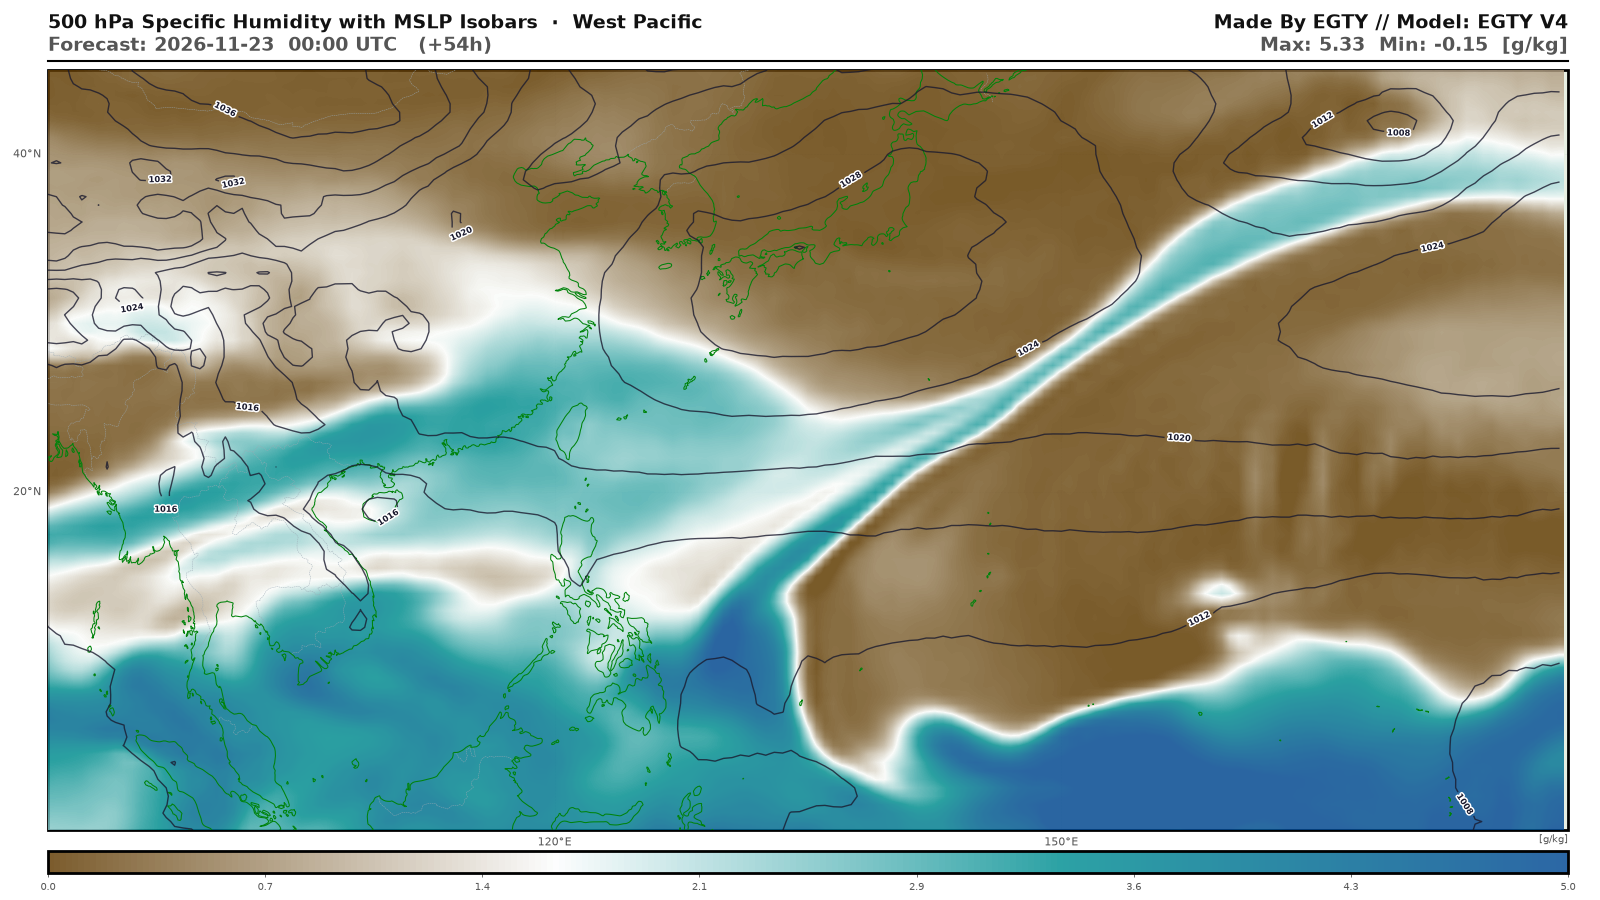 500 hPa Specific Humidity with MSLP Isobars · West Pacific
Made By EGTY // Model: EGTY V4
Forecast: 2026-11-23 00:00 UTC (+54h)
Max: 5.33 Min: -0.15 [g/kg]
1036
1012
1008
40°N
1032
1032
1028
1020
1024
1024
1024
1016
1020
20°N
1016
1016
1012
1008
120°E
150°E
[g/kg]
0.0
0.7
1.4
2.1
2.9
3.6
4.3
5.0